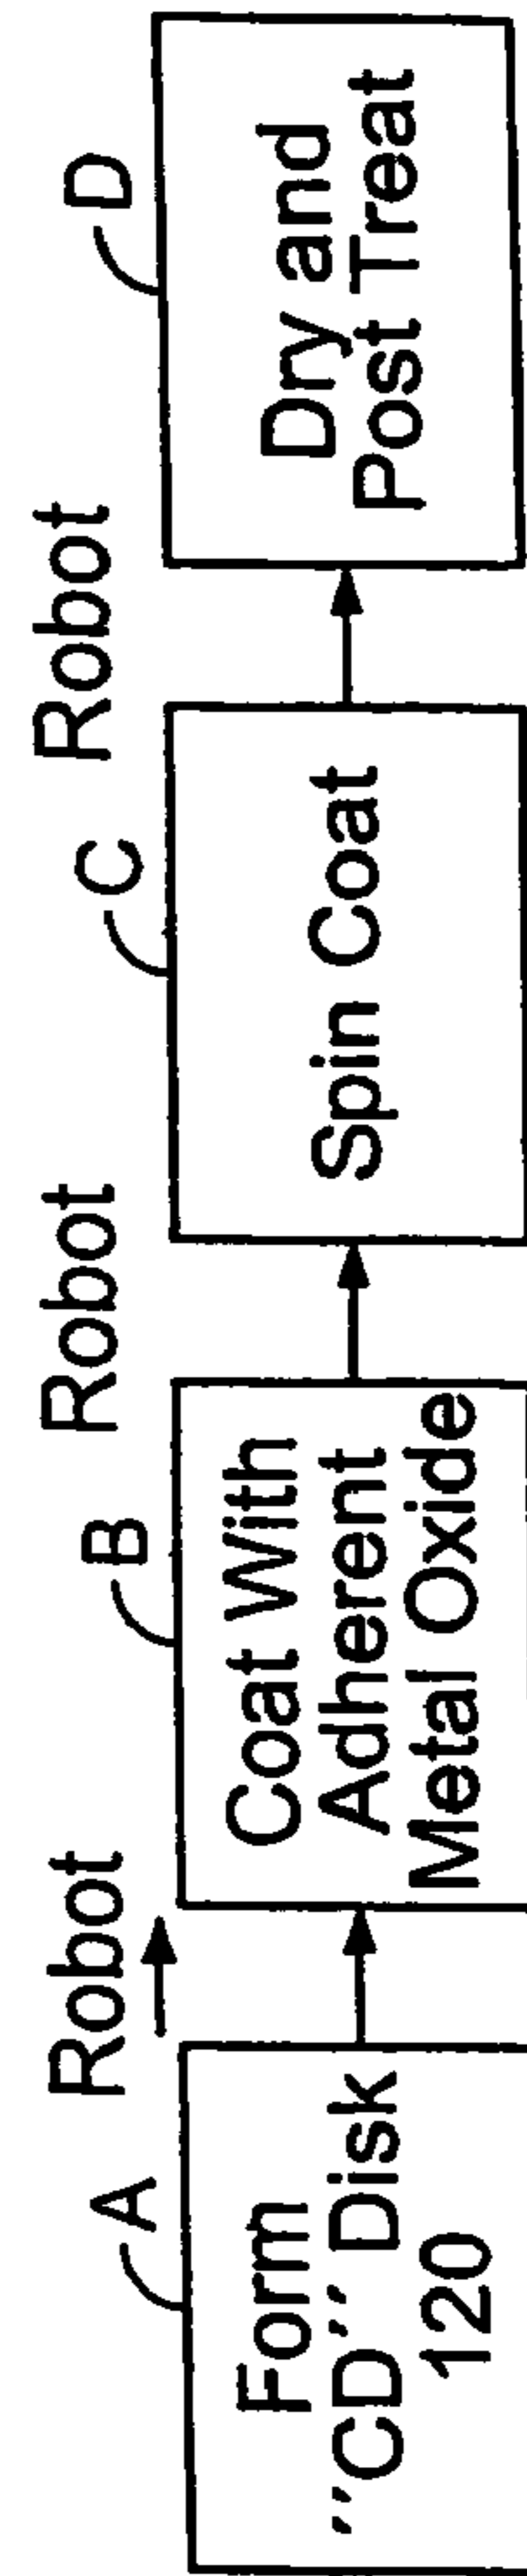 A
Form
"CD" Disk
120
Robot
B
Coat With
Adherent
Metal Oxide
Robot
C
Spin Coat
Robot
D
Dry and
Post Treat